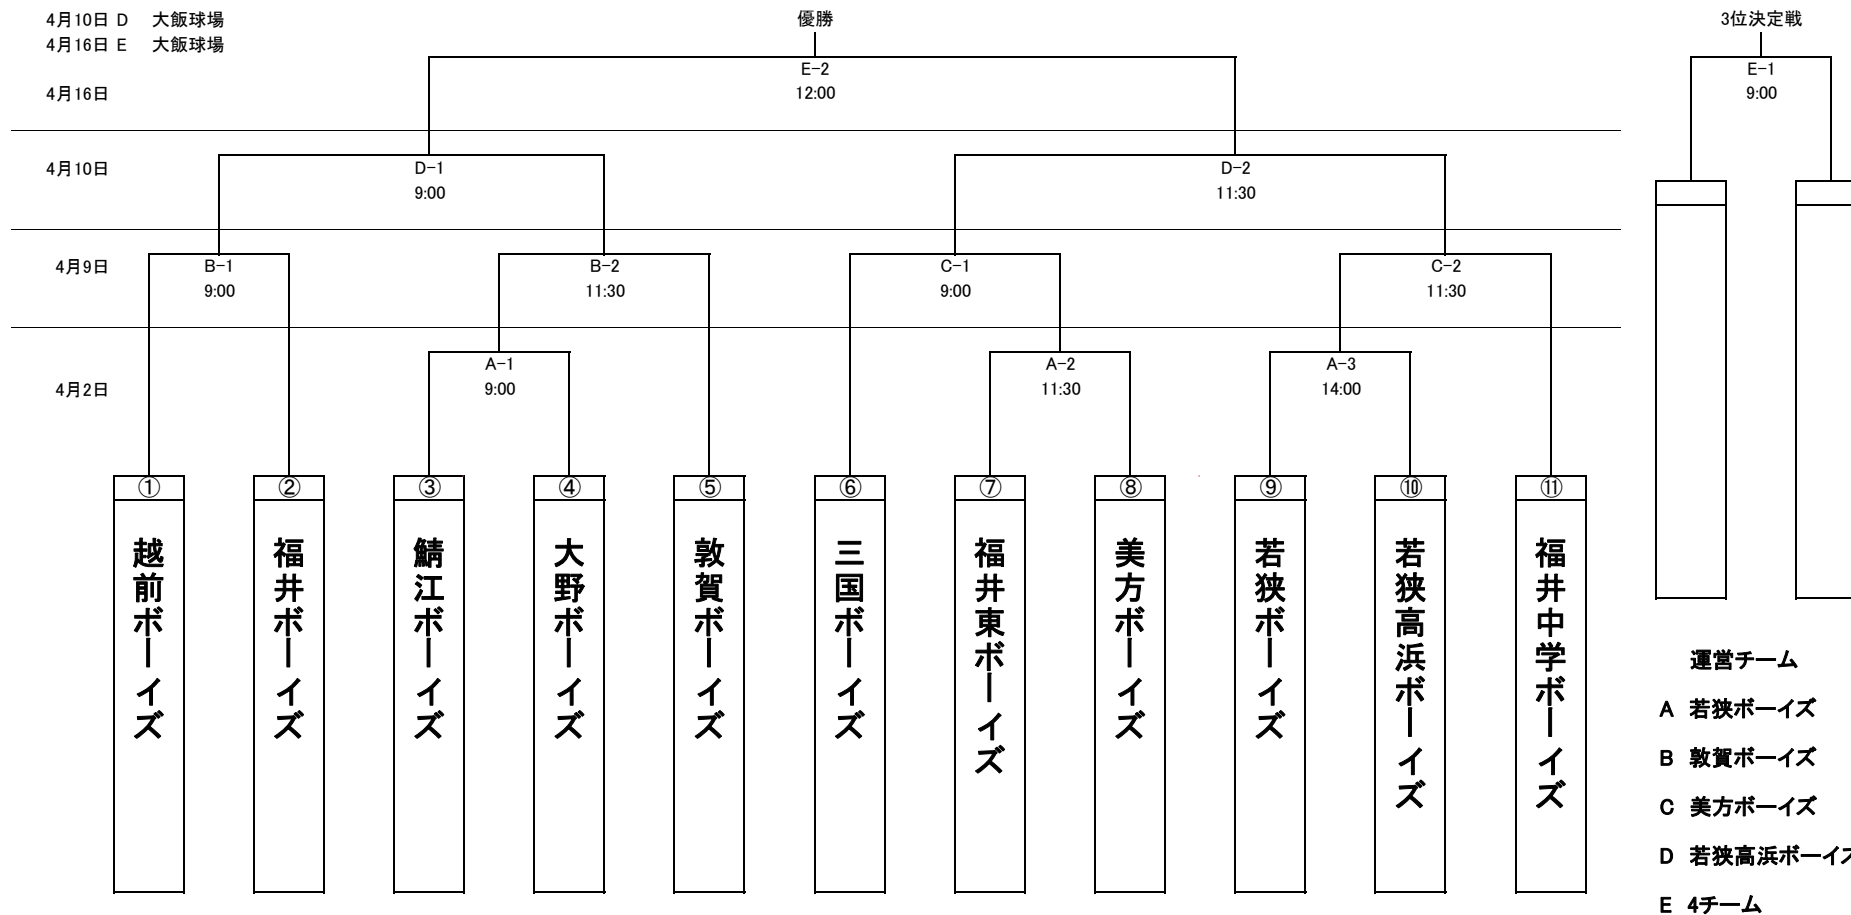 4月10日 D 大飯球場
4月16日 E 大飯球場
優勝
3位決定戦
E-2
12:00
E-1
9:00
4月16日
4月10日
D-1
9:00
D-2
11:30
4月9日
B-1
9:00
B-2
11:30
C-1
9:00
C-2
11:30
4月2日
A-1
9:00
A-2
11:30
A-3
14:00
①
②
③
④
⑤
⑥
⑦
⑧
⑨
⑩
⑪
越前ボーイズ
福井ボーイズ
鯖江ボーイズ
大野ボーイズ
敦賀ボーイズ
三国ボーイズ
福井東ボーイズ
美方ボーイズ
若狭ボーイズ
若狭高浜ボーイズ
福井中学ボーイズ
運営チーム
A 若狭ボーイズ
B 敦賀ボーイズ
C 美方ボーイズ
D 若狭高浜ボーイズ
E 4チーム